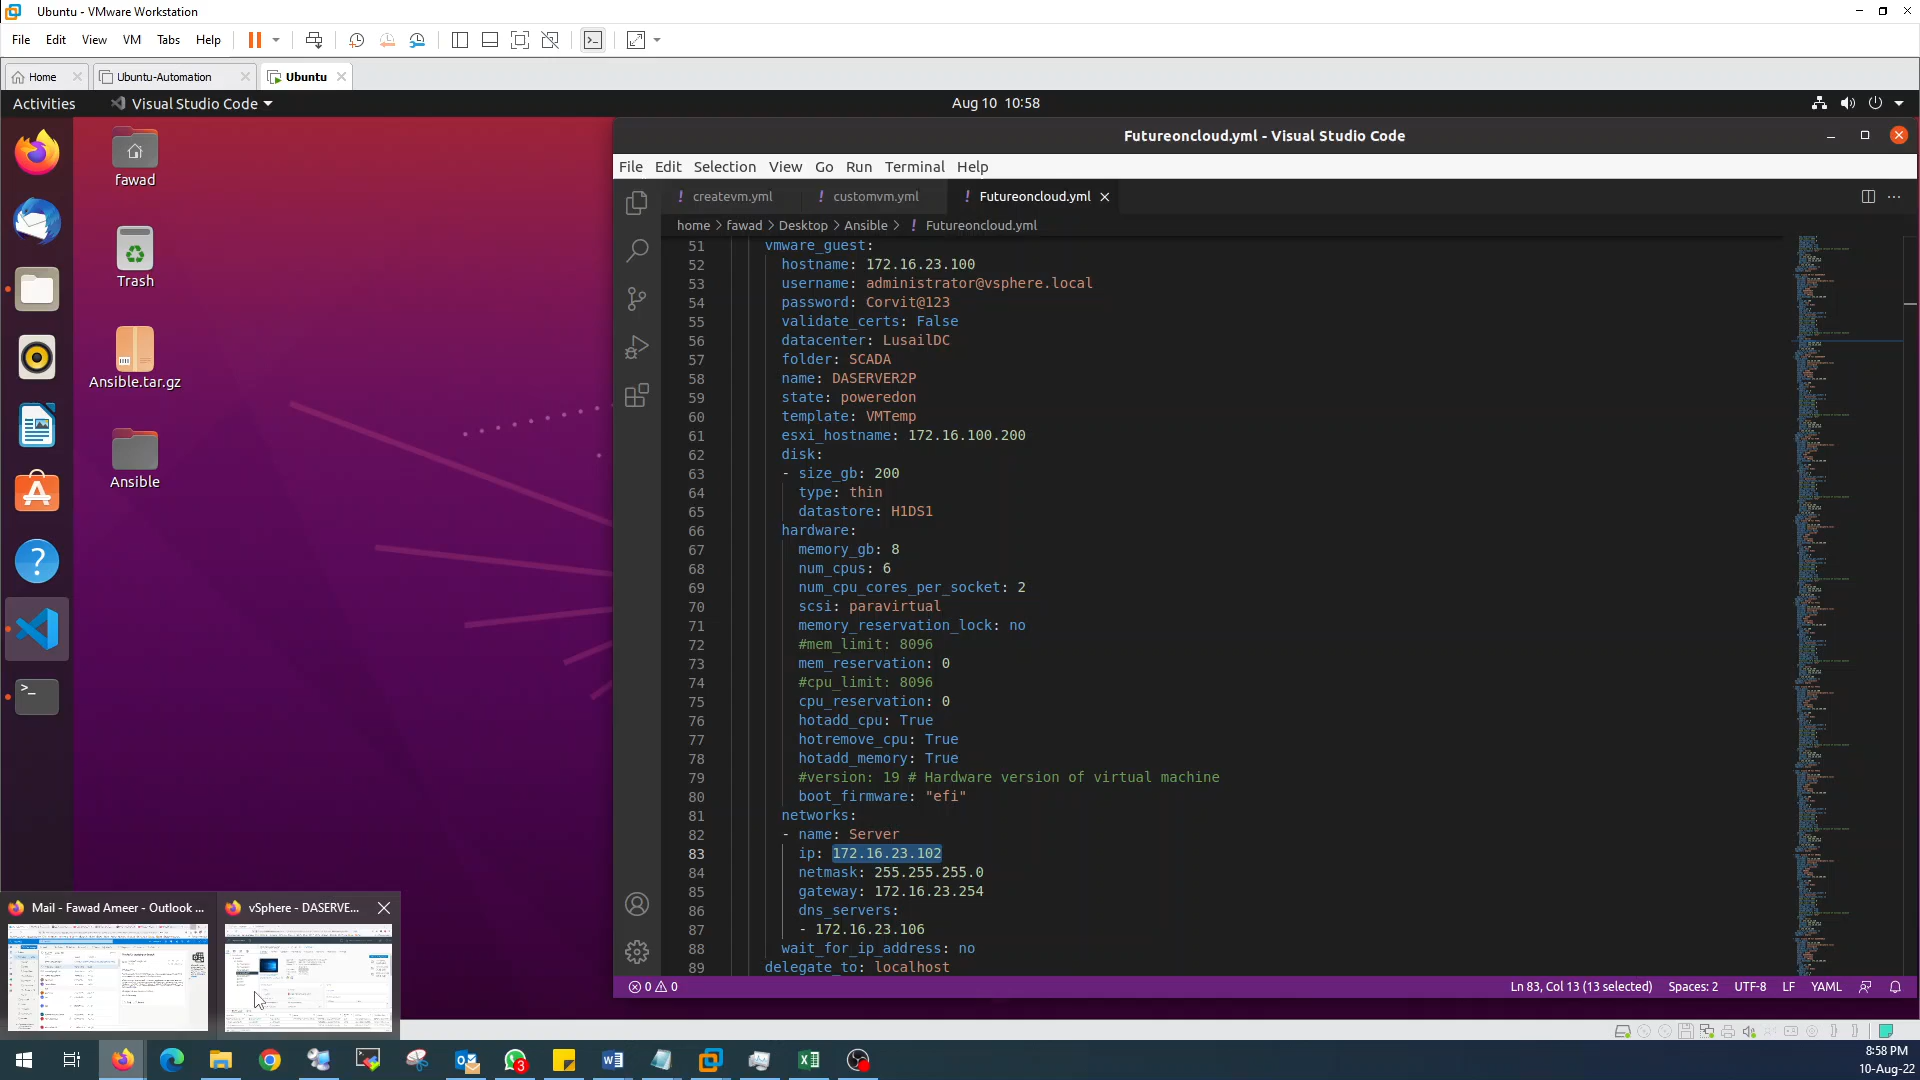 Ubuntu - VMware Workstation
File Edit View VM Tabs Help
Home
Ubuntu-Automation
Ubuntu
Activities
Visual Studio Code
Aug 10 10:58
fawad
Trash
Ansible.tar.gz
Ansible
Futureoncloud.yml - Visual Studio Code
File Edit Selection View Go Run Terminal Help
! createvm.yml
! customvm.yml
! Futureoncloud.yml
home > fawad > Desktop > Ansible > ! Futureoncloud.yml
51 vmware_guest:
52 hostname: 172.16.23.100
53 username: administrator@vsphere.local
54 password: Corvit@123
55 validate_certs: False
56 datacenter: LusailDC
57 folder: SCADA
58 name: DASERVER2P
59 state: poweredon
60 template: VMTemp
61 esxi_hostname: 172.16.100.200
62 disk:
63 - size_gb: 200
64 type: thin
65 datastore: H1DS1
66 hardware:
67 memory_gb: 8
68 num_cpus: 6
69 num_cpu_cores_per_socket: 2
70 scsi: paravirtual
71 memory_reservation_lock: no
72 #mem_limit: 8096
73 mem_reservation: 0
74 #cpu_limit: 8096
75 cpu_reservation: 0
76 hotadd_cpu: True
77 hotremove_cpu: True
78 hotadd_memory: True
79 #version: 19 # Hardware version of virtual machine
80 boot_firmware: "efi"
81 networks:
82 - name: Server
83 ip: 172.16.23.102
84 netmask: 255.255.255.0
85 gateway: 172.16.23.254
86 dns_servers:
87 - 172.16.23.106
88 wait_for_ip_address: no
89 delegate_to: localhost
0 0
Ln 83, Col 13 (13 selected)
Spaces: 2
UTF-8
LF
YAML
Mail - Fawad Ameer - Outlook ...
vSphere - DASERVE...
3
8:58 PM
10-Aug-22